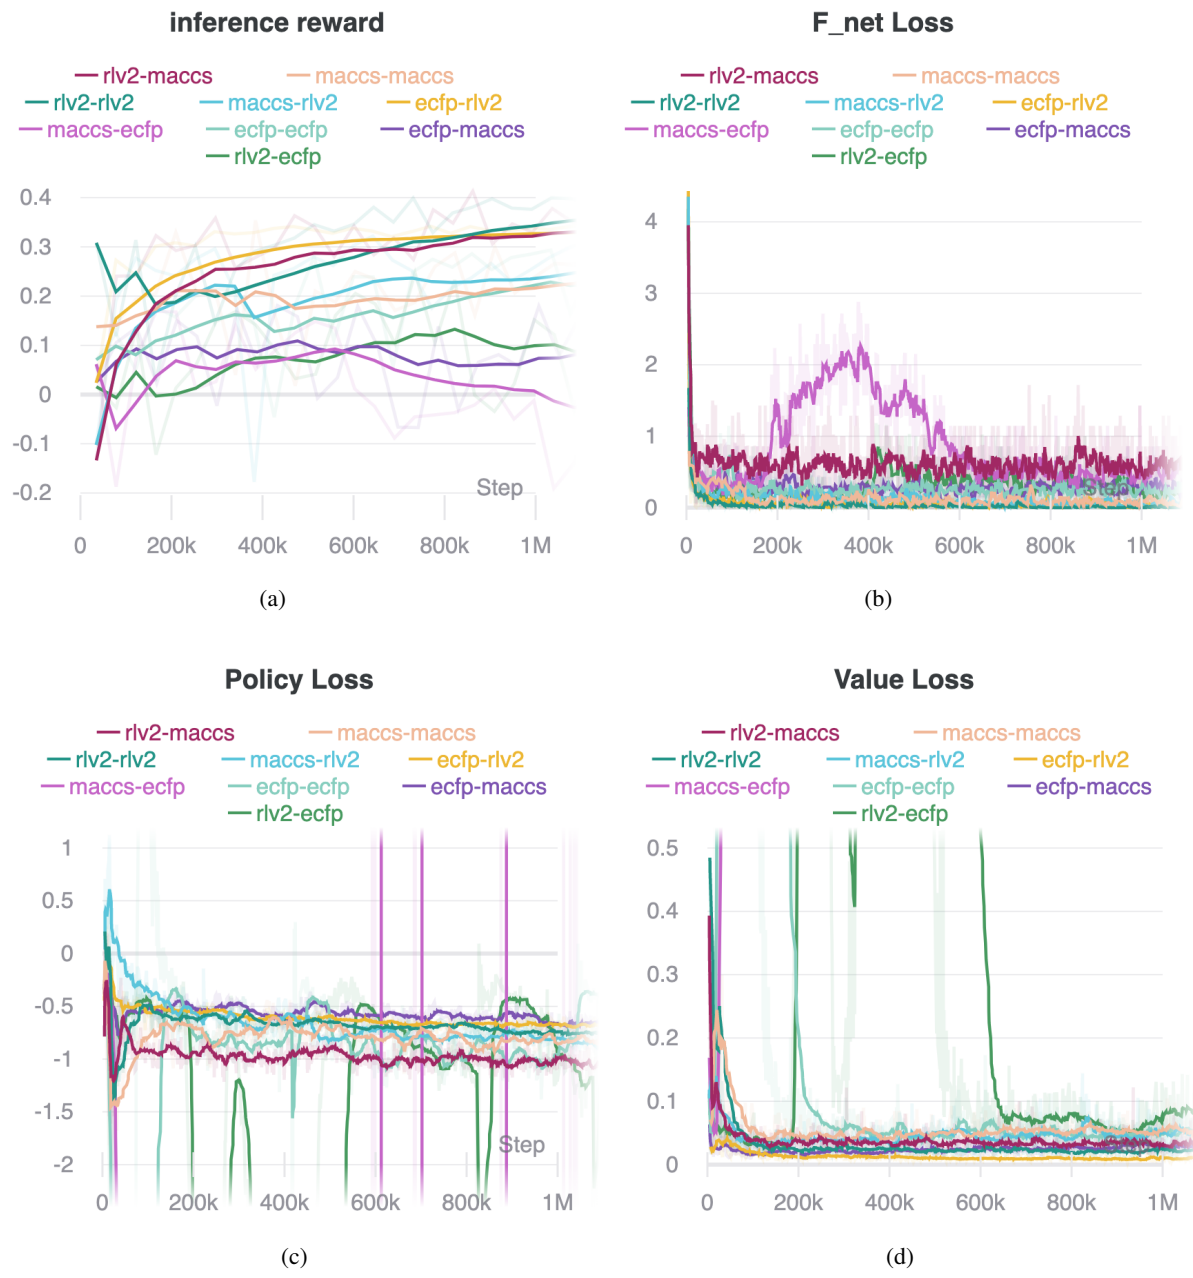 inference reward
rlv2-maccs maccs-maccs
rlv2-rlv2 maccs-rlv2 ecfp-rlv2
maccs-ecfp ecfp-ecfp ecfp-maccs
rlv2-ecfp
0.4
0.3
0.2
0.1
0
-0.1
-0.2
Step
0 200k 400k 600k 800k 1M
(a)
F_net Loss
rlv2-maccs maccs-maccs
rlv2-rlv2 maccs-rlv2 ecfp-rlv2
maccs-ecfp ecfp-ecfp ecfp-maccs
rlv2-ecfp
4
3
2
1
0
Step
0 200k 400k 600k 800k 1M
(b)
Policy Loss
rlv2-maccs maccs-maccs
rlv2-rlv2 maccs-rlv2 ecfp-rlv2
maccs-ecfp ecfp-ecfp ecfp-maccs
rlv2-ecfp
1
0.5
0
-0.5
-1
-1.5
-2
Step
0 200k 400k 600k 800k 1M
(c)
Value Loss
rlv2-maccs maccs-maccs
rlv2-rlv2 maccs-rlv2 ecfp-rlv2
maccs-ecfp ecfp-ecfp ecfp-maccs
rlv2-ecfp
0.5
0.4
0.3
0.2
0.1
0
0 200k 400k 600k 800k 1M
(d)